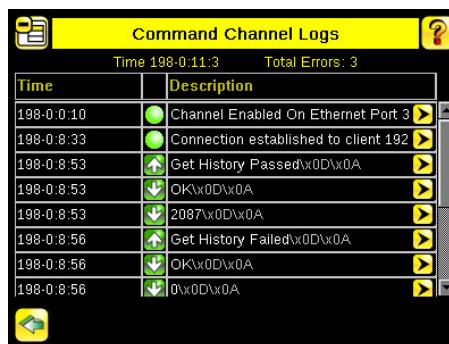 Command Channel Logs
?
Time 198-0:11:3 Total Errors: 3
Time Description
198-0:0:10 Channel Enabled On Ethernet Port 3
198-0:8:33 Connection established to client 192
198-0:8:53 Get History Passed\x0D\x0A
198-0:8:53 OK\x0D\x0A
198-0:8:53 2087\x0D\x0A
198-0:8:56 Get History Failed\x0D\x0A
198-0:8:56 OK\x0D\x0A
198-0:8:56 0\x0D\x0A